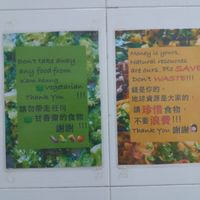 Don't take away
any food from
Kam Heung
Vegetarian
Thank You !!!
請勿帶走任何
甘香齋的食物
謝謝!!!
Money is yours,
Natural resources
are ours. Pls SAVE
Don't WASTE!!!
錢是你的,
地球資源是大家的,
請珍惜食物,
不要浪費!!!
Thank You 謝謝